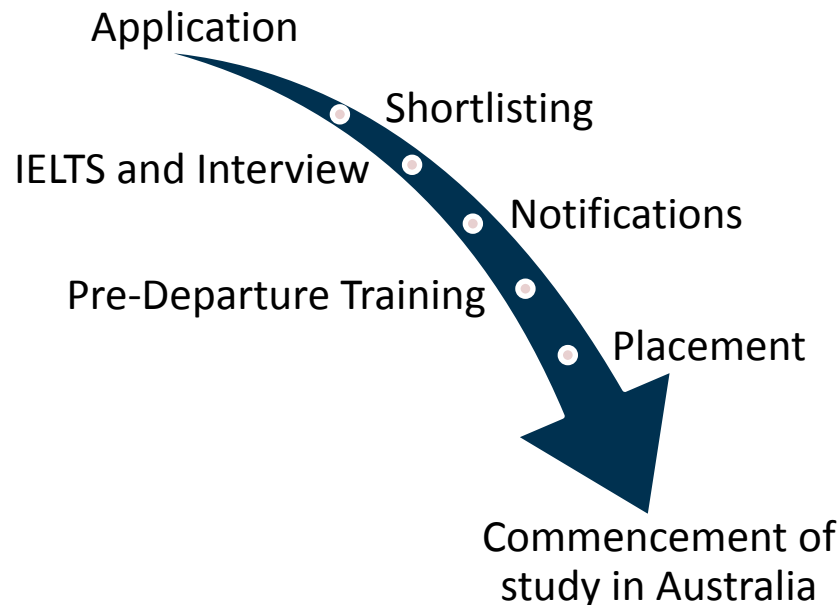 Application
Shortlisting
IELTS and Interview
Notifications
Pre-Departure Training
Placement
Commencement of
study in Australia